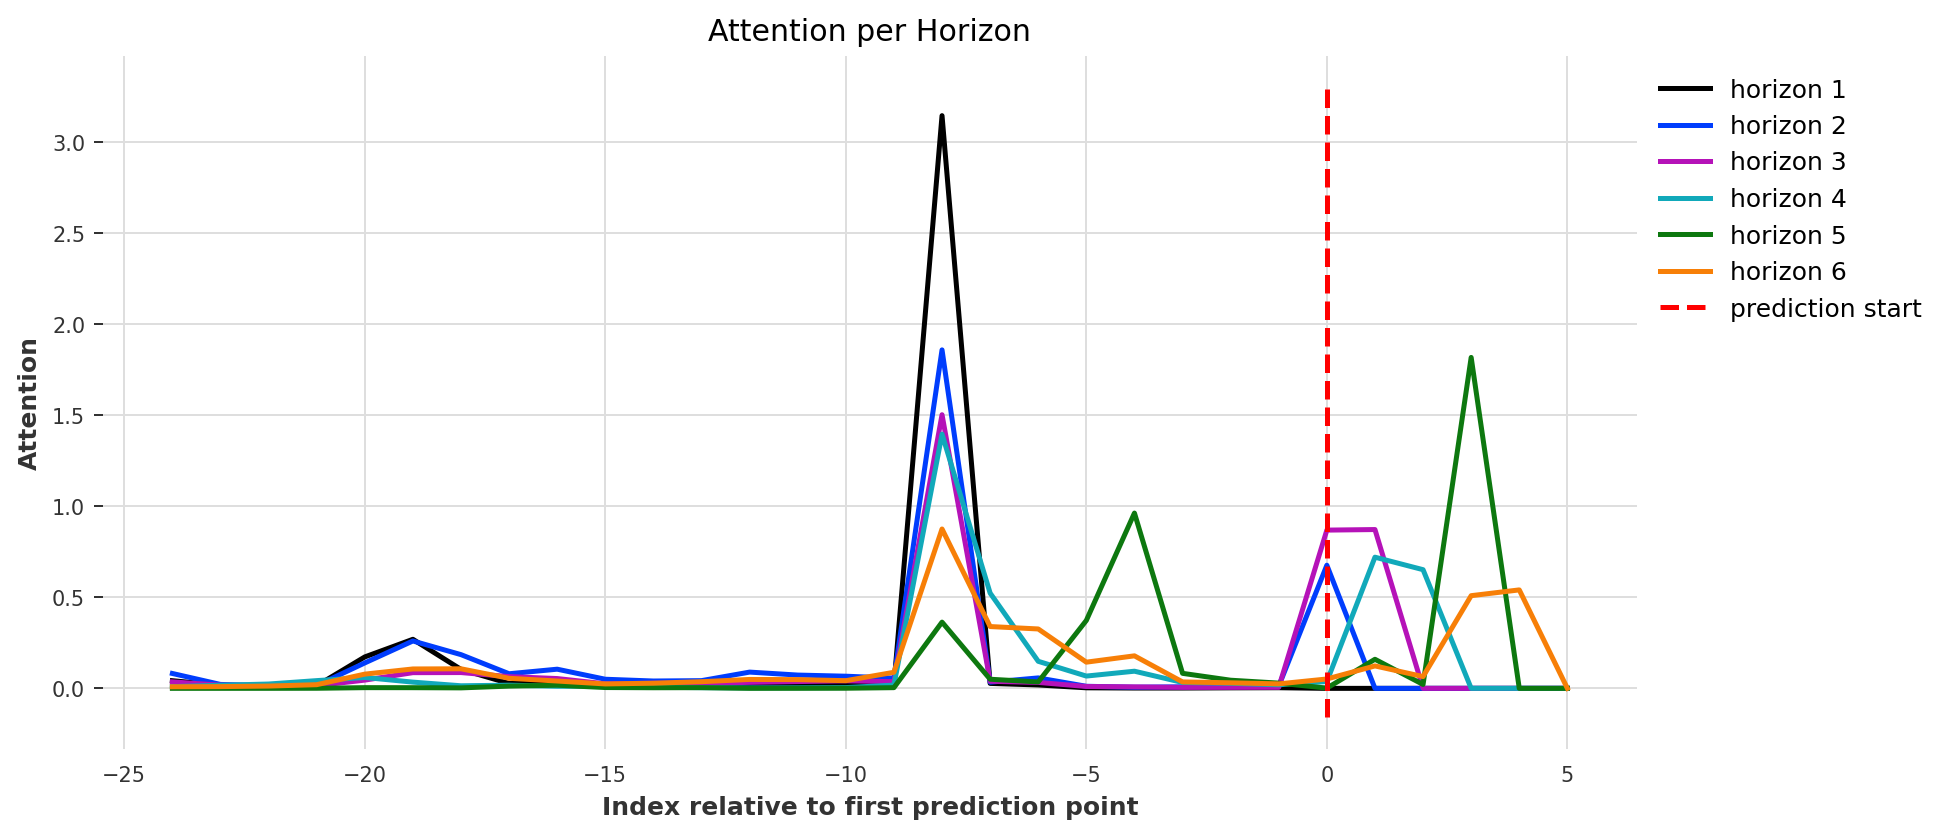 Attention per Horizon
Attention
3.0
2.5
2.0
1.5
1.0
0.5
0.0
−25
−20
−15
−10
−5
0
5
Index relative to first prediction point
horizon 1
horizon 2
horizon 3
horizon 4
horizon 5
horizon 6
prediction start